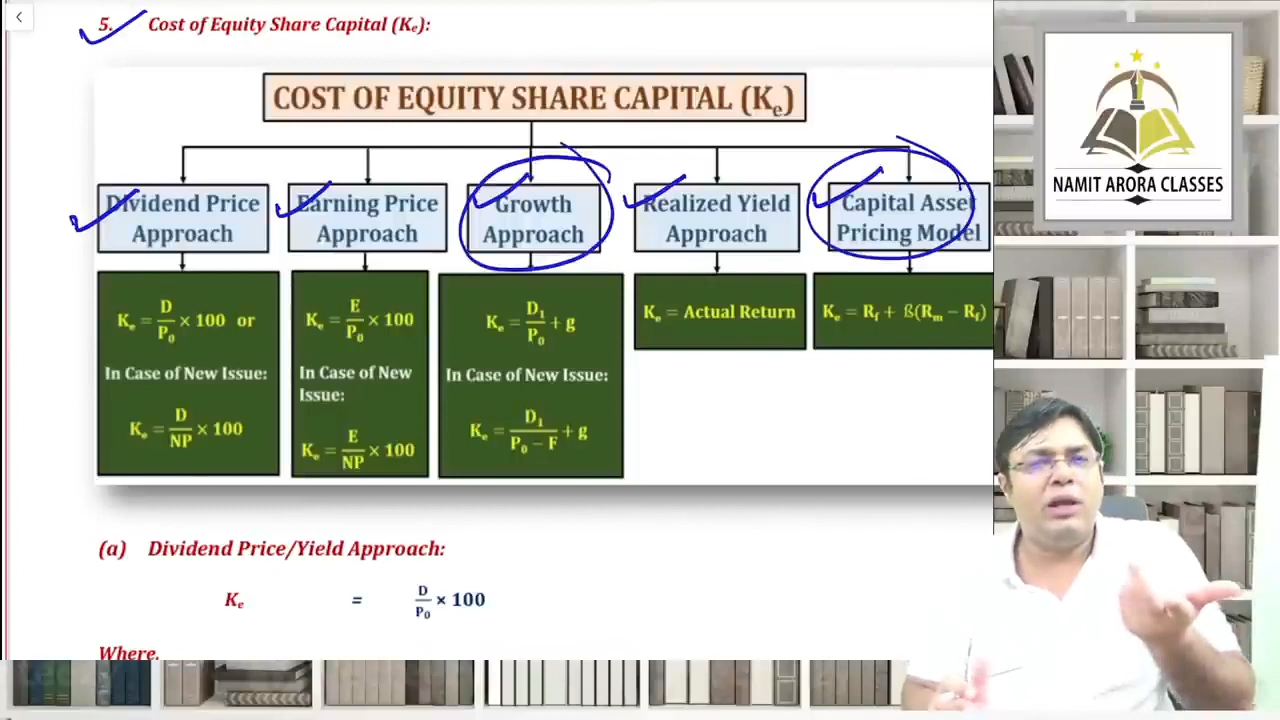 5. Cost of Equity Share Capital (Ke):
COST OF EQUITY SHARE CAPITAL (Ke)
Dividend Price
Approach
Earning Price
Approach
Growth
Approach
Realized Yield
Approach
Capital Asset
Pricing Model
Ke = D/P0 × 100 or
In Case of New Issue:
Ke = D/NP × 100
Ke = E/P0 × 100
In Case of New
Issue:
Ke = E/NP × 100
Ke = D1/P0 + g
In Case of New Issue:
Ke = D1/(P0 – F) + g
Ke = Actual Return
Ke = Rf + ß(Rm – Rf)
NAMIT ARORA CLASSES
(a) Dividend Price/Yield Approach:
Ke = D/P0 × 100
Where,